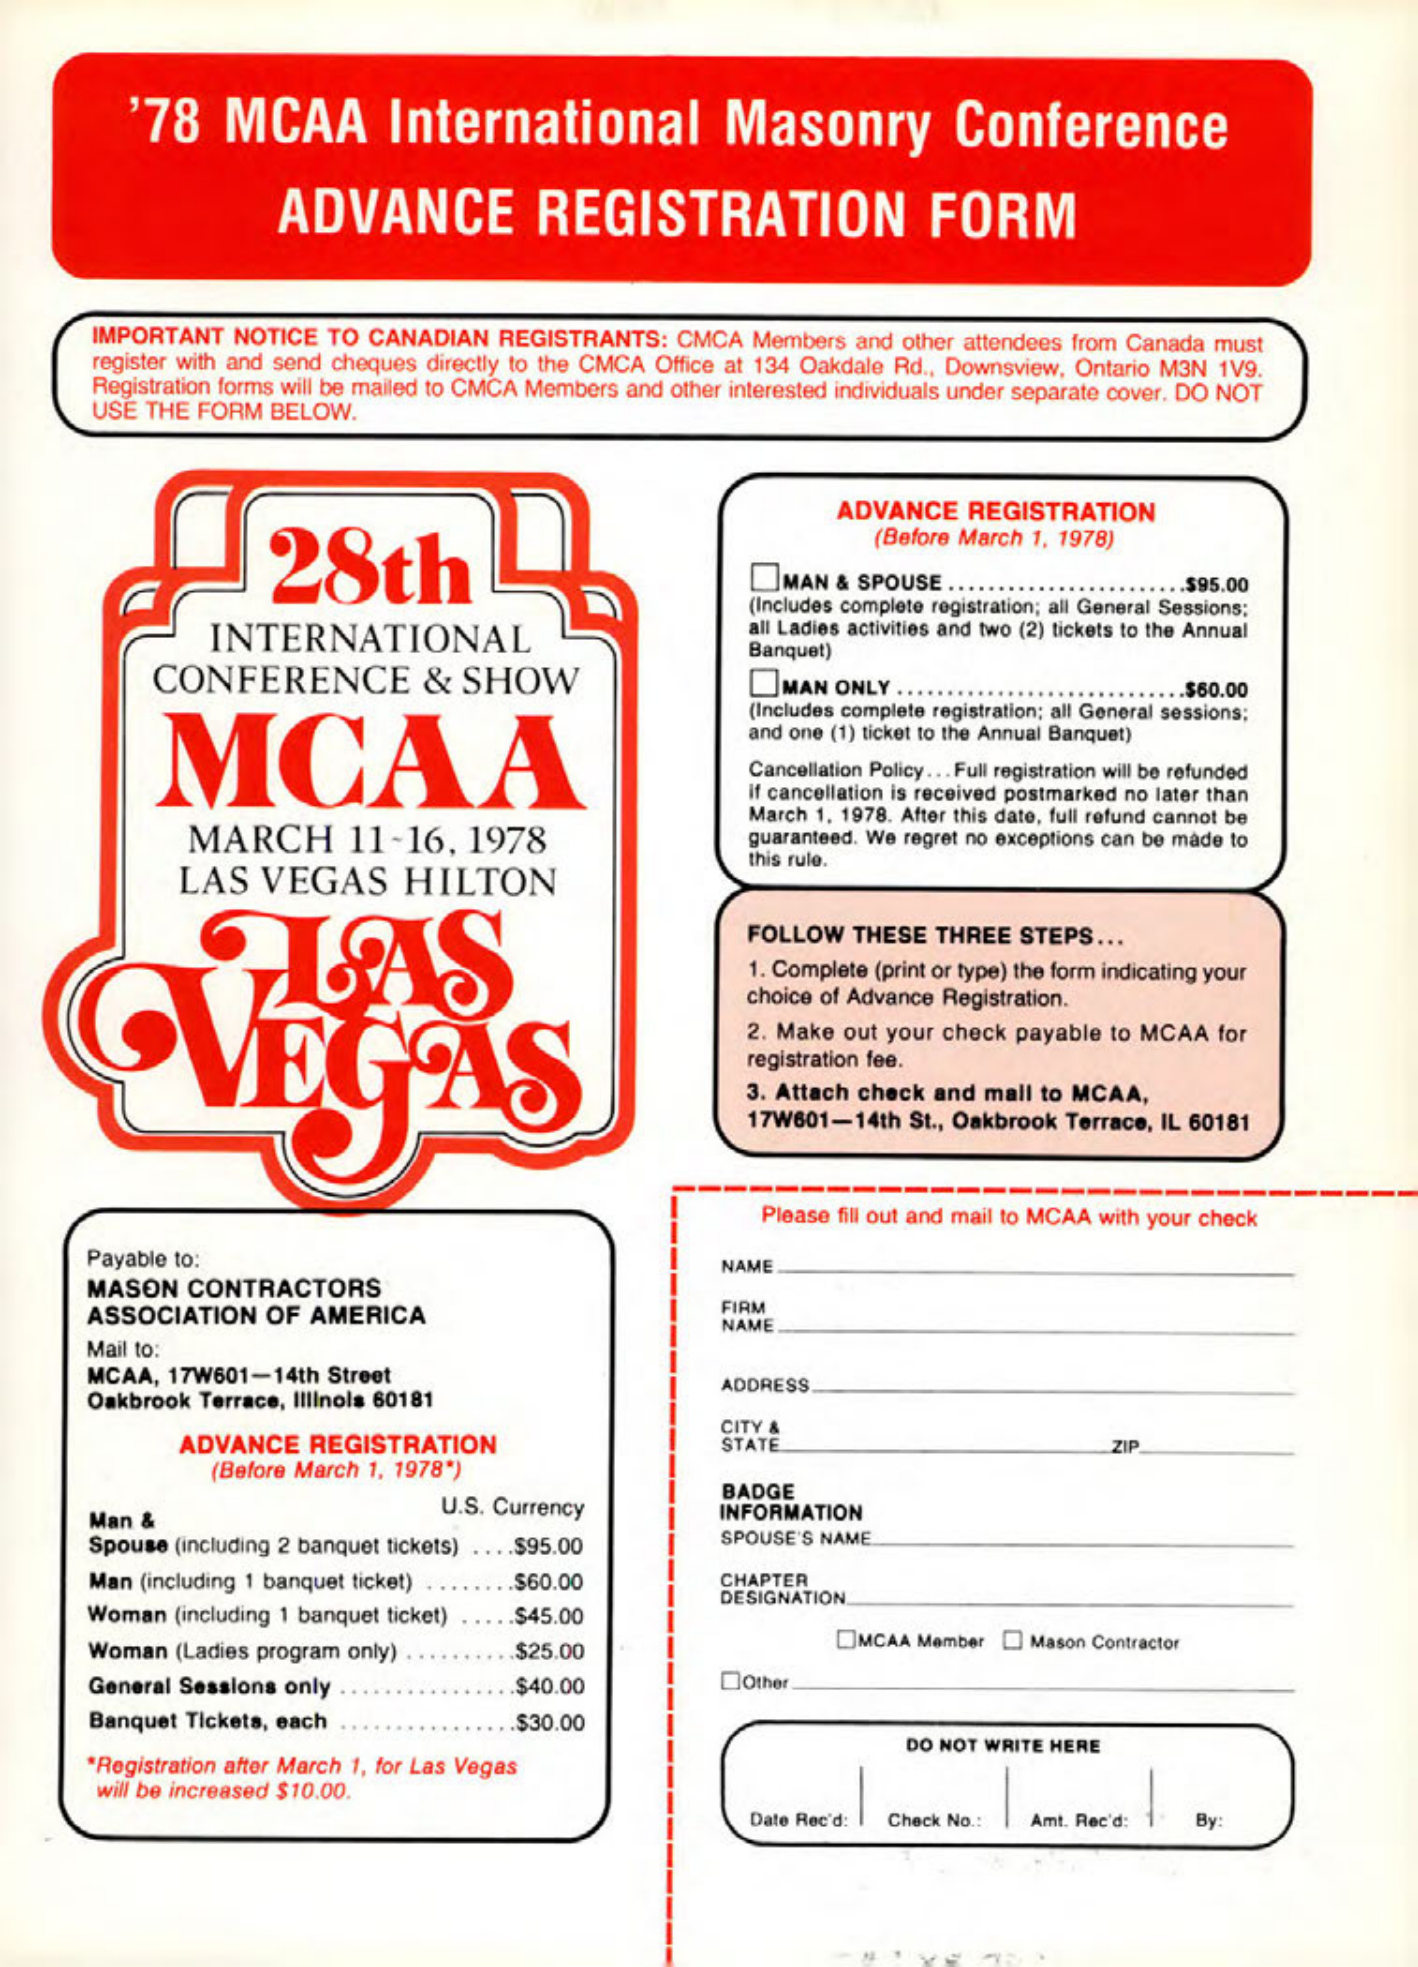 '78 MCAA International Masonry Conference
ADVANCE REGISTRATION FORM
IMPORTANT NOTICE TO CANADIAN REGISTRANTS: CMCA Members and other attendees from Canada must
register with and send cheques directly to the CMCA Office at 134 Oakdale Rd., Downsview, Ontario M3N 1V9.
Registration forms will be mailed to CMCA Members and other interested individuals under separate cover. DO NOT
USE THE FORM BELOW.
28th
INTERNATIONAL
CONFERENCE & SHOW
MCAA
MARCH 11-16, 1978
LAS VEGAS HILTON
LAS
VEGAS
ADVANCE REGISTRATION
(Before March 1, 1978)
MAN & SPOUSE ........................$95.00
(Includes complete registration; all General Sessions;
all Ladies activities and two (2) tickets to the Annual
Banquet)
MAN ONLY .............................$60.00
(Includes complete registration; all General sessions;
and one (1) ticket to the Annual Banquet)
Cancellation Policy...Full registration will be refunded
if cancellation is received postmarked no later than
March 1, 1978. After this date, full refund cannot be
guaranteed. We regret no exceptions can be made to
this rule.
FOLLOW THESE THREE STEPS...
1. Complete (print or type) the form indicating your
choice of Advance Registration.
2. Make out your check payable to MCAA for
registration fee.
3. Attach check and mail to MCAA,
17W601—14th St., Oakbrook Terrace, IL 60181
Payable to:
MASON CONTRACTORS
ASSOCIATION OF AMERICA
Mail to:
MCAA, 17W601—14th Street
Oakbrook Terrace, Illinois 60181
ADVANCE REGISTRATION
(Before March 1, 1978*)
U.S. Currency
Man &
Spouse (including 2 banquet tickets) ....$95.00
Man (including 1 banquet ticket) ........$60.00
Woman (including 1 banquet ticket) .....$45.00
Woman (Ladies program only) ..........$25.00
General Sessions only ................$40.00
Banquet Tickets, each ................$30.00
*Registration after March 1, for Las Vegas
will be increased $10.00.
Please fill out and mail to MCAA with your check
NAME
FIRM
NAME
ADDRESS
CITY &
STATE ZIP
BADGE
INFORMATION
SPOUSE'S NAME
CHAPTER
DESIGNATION
MCAA Member Mason Contractor
Other
DO NOT WRITE HERE
Date Rec'd: Check No.: Amt. Rec'd: By: